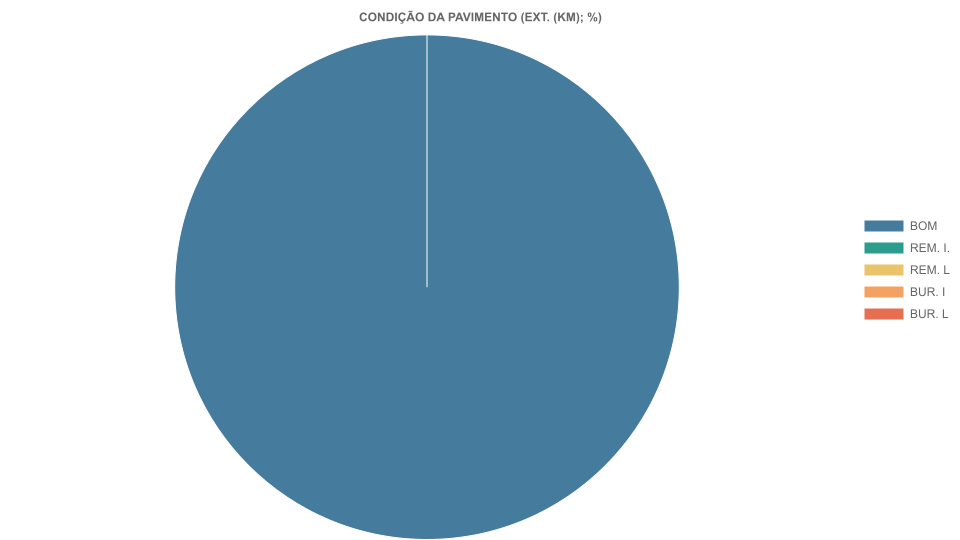 CONDIÇÃO DA PAVIMENTO (EXT. (KM); %)
BOM
REM. I.
REM. L
BUR. I
BUR. L